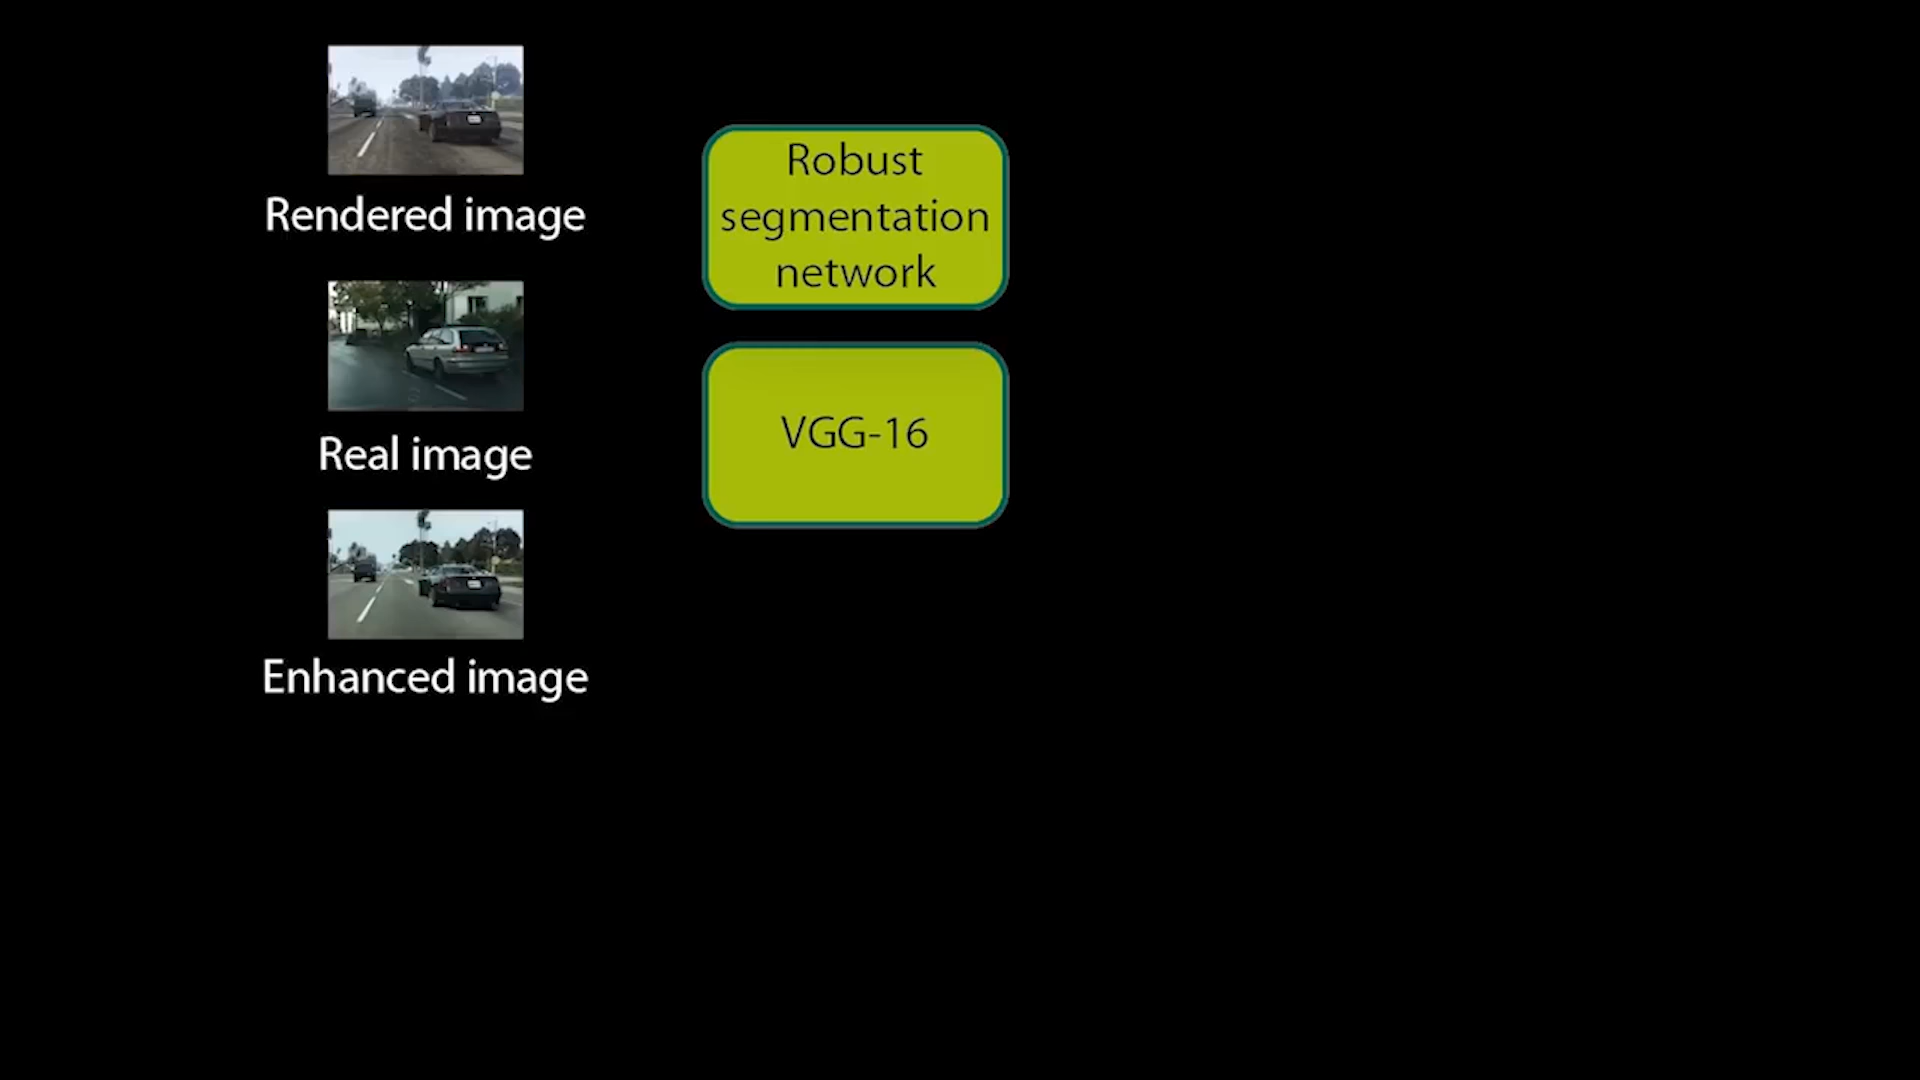 Rendered image
Real image
Enhanced image
Robust
segmentation
network
VGG-16